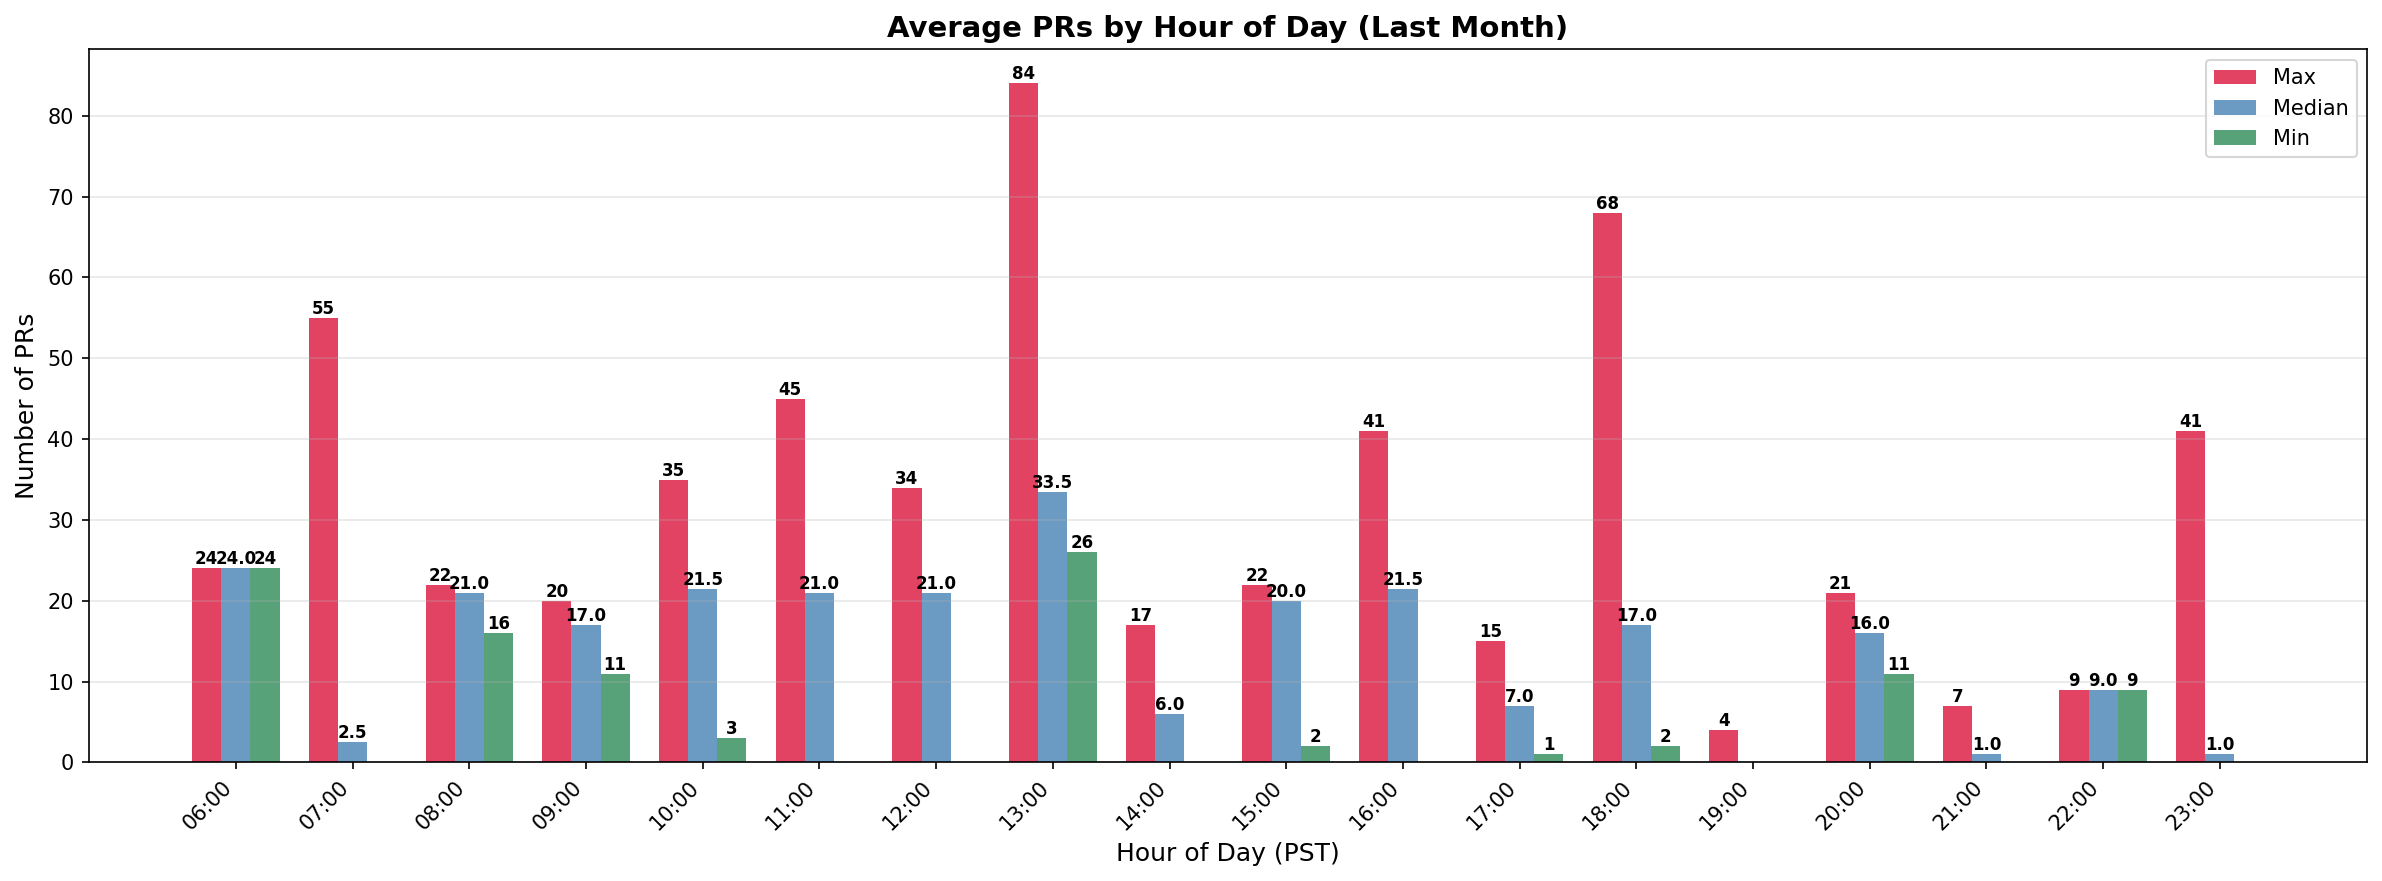 Average PRs by Hour of Day (Last Month)
Max
Median
Min
Number of PRs
80
70
60
50
40
30
20
10
0
24 24.0 24
55 2.5
22 21.0 16
20 17.0 11
35 21.5 3
45 21.0
34 21.0
84 33.5 26
17 6.0
22 20.0 2
41 21.5
15 7.0 1
68 17.0 2
4
21 16.0 11
7 1.0
9 9.0 9
41 1.0
06:00 07:00 08:00 09:00 10:00 11:00 12:00 13:00 14:00 15:00 16:00 17:00 18:00 19:00 20:00 21:00 22:00 23:00
Hour of Day (PST)